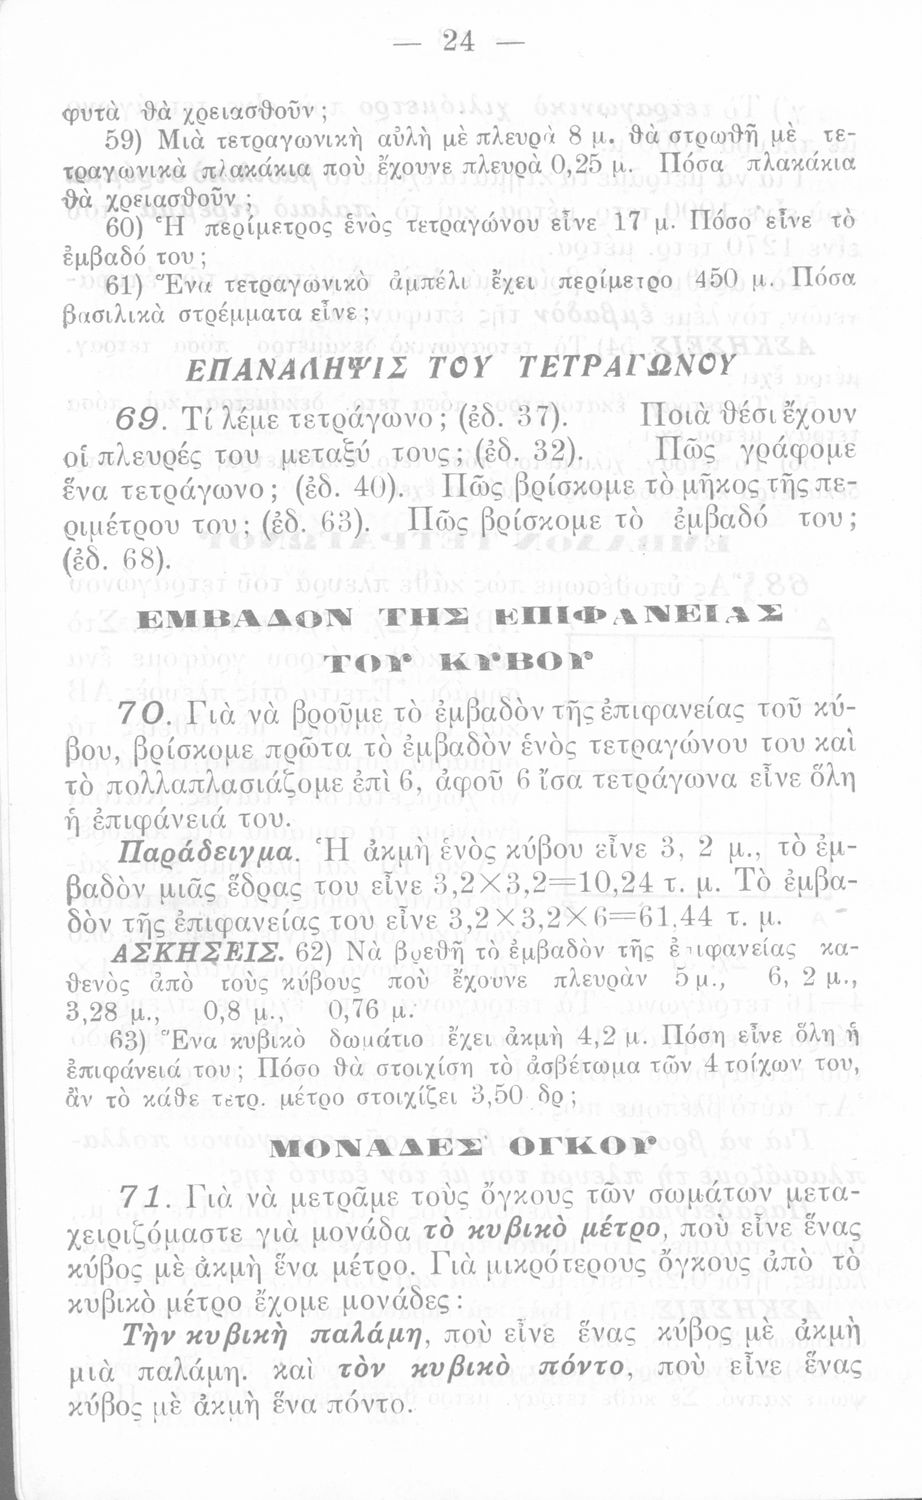 — 24 —
φυτὰ θὰ χρειασθοῦν ;
59) Μιὰ τετραγωνικὴ αὐλὴ μὲ πλευρὰ 8 μ. θὰ στρωθῆ μὲ τε-
τραγωνικὰ πλακάκια ποὺ ἔχουνε πλευρὰ 0,25 μ. Πόσα πλακάκια
θὰ χρειασθοῦν ;
60) Ἡ περίμετρος ἑνὸς τετραγώνου εἶνε 17 μ. Πόσο εἶνε τὸ
ἐμβαδό του ;
61) Ἕνα τετραγωνικὸ ἀμπέλι ἔχει περίμετρο 450 μ. Πόσα
βασιλικὰ στρέμματα εἶνε ;
ΕΠΑΝΑΛΗΨΙΣ ΤΟΥ ΤΕΤΡΑΓΩΝΟΥ
69. Τί λέμε τετράγωνο ; (ἐδ. 37). Ποιὰ θέσι ἔχουν
οἱ πλευρές του μεταξύ τους ; (ἐδ. 32). Πῶς γράφομε
ἕνα τετράγωνο ; (ἐδ. 40). Πῶς βρίσκομε τὸ μῆκος τῆς πε-
ριμέτρου του ; (ἐδ. 63). Πῶς βρίσκομε τὸ ἐμβαδό του ;
(ἐδ. 68).
ΕΜΒΑΔΟΝ ΤΗΣ ΕΠΙΦΑΝΕΙΑΣ
ΤΟΥ ΚΥΒΟΥ
70. Γιὰ νὰ βροῦμε τὸ ἐμβαδὸν τῆς ἐπιφανείας τοῦ κύ-
βου, βρίσκομε πρῶτα τὸ ἐμβαδὸν ἑνὸς τετραγώνου του καὶ
τὸ πολλαπλασιάζομε ἐπὶ 6, ἀφοῦ 6 ἴσα τετράγωνα εἶνε ὅλη
ἡ ἐπιφάνειά του.
Παράδειγμα. Ἡ ἀκμὴ ἑνὸς κύβου εἶνε 3, 2 μ., τὸ ἐμ-
βαδὸν μιᾶς ἕδρας του εἶνε 3,2×3,2=10,24 τ. μ. Τὸ ἐμβα-
δὸν τῆς ἐπιφανείας του εἶνε 3,2×3,2×6=61,44 τ. μ.
ΑΣΚΗΣΕΙΣ. 62) Νὰ βρεθῆ τὸ ἐμβαδὸν τῆς ἐπιφανείας κα-
θενὸς ἀπὸ τοὺς κύβους ποὺ ἔχουνε πλευρὰν 5 μ., 6, 2 μ.,
3,28 μ., 0,8 μ., 0,76 μ.
63) Ἕνα κυβικὸ δωμάτιο ἔχει ἀκμὴ 4,2 μ. Πόση εἶνε ὅλη ἡ
ἐπιφάνειά του ; Πόσο θὰ στοιχίση τὸ ἀσβέτωμα τῶν 4 τοίχων του,
ἂν τὸ κάθε τετρ. μέτρο στοιχίζει 3,50 δρ ;
ΜΟΝΑΔΕΣ ΟΓΚΟΥ
71. Γιὰ νὰ μετρᾶμε τοὺς ὄγκους τῶν σωμάτων μετα-
χειριζόμαστε γιὰ μονάδα τὸ κυβικὸ μέτρο, ποὺ εἶνε ἕνας
κύβος μὲ ἀκμὴ ἕνα μέτρο. Γιὰ μικρότερους ὄγκους ἀπὸ τὸ
κυβικὸ μέτρο ἔχομε μονάδες :
Τὴν κυβικὴ παλάμη, ποὺ εἶνε ἕνας κύβος μὲ ἀκμὴ
μιὰ παλάμη. καὶ τὸν κυβικὸ πόντο, ποὺ εἶνε ἕνας
κύβος μὲ ἀκμὴ ἕνα πόντο.